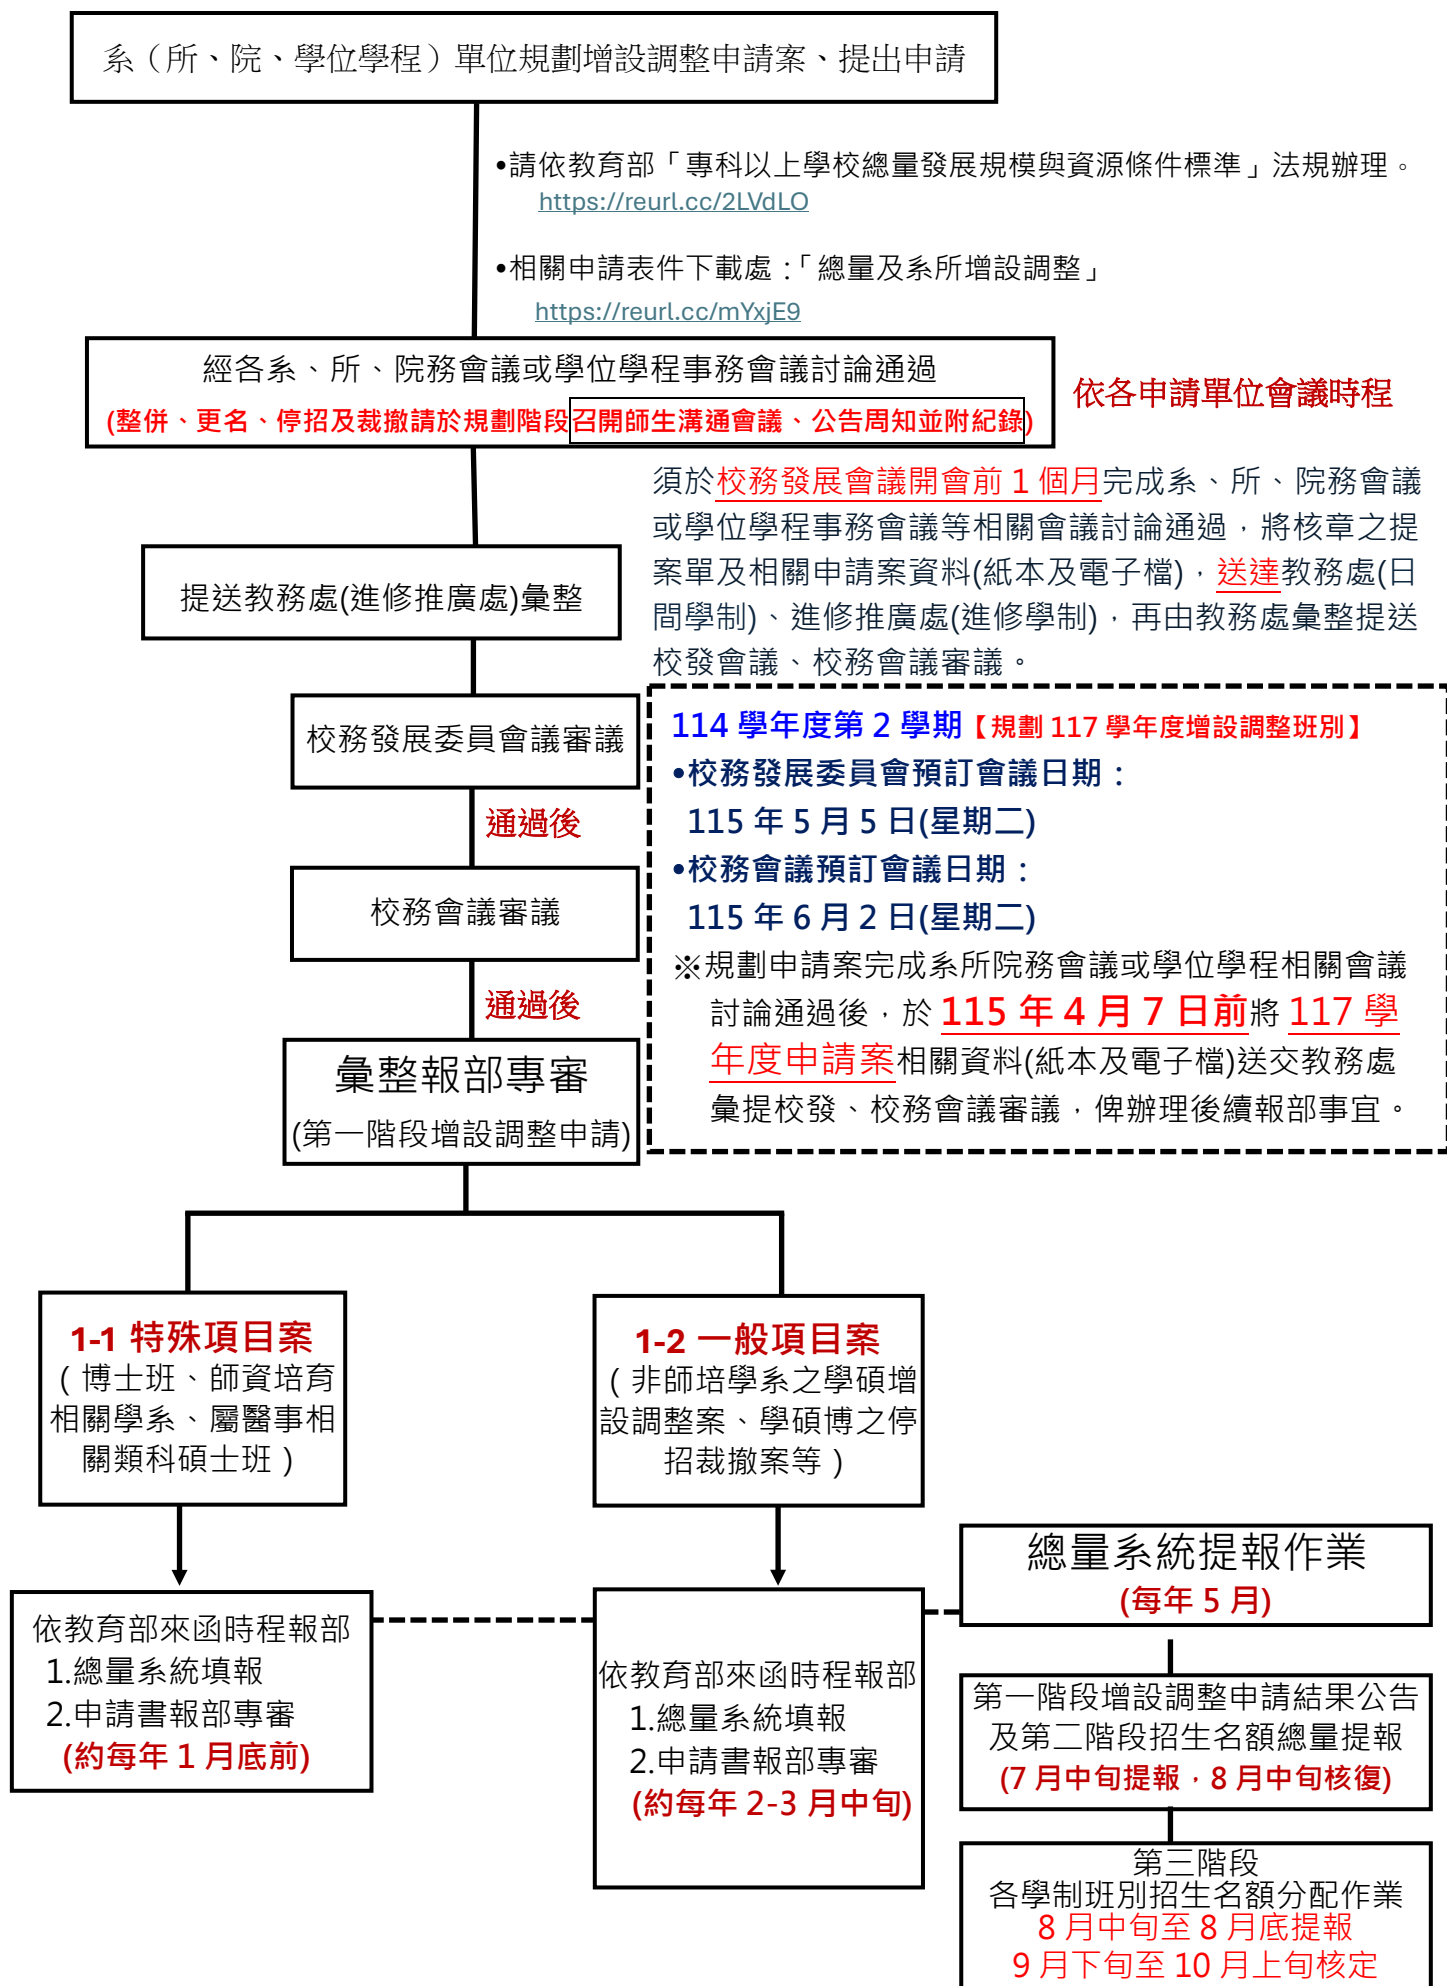 系（所、院、學位學程）單位規劃增設調整申請案、提出申請
•請依教育部「專科以上學校總量發展規模與資源條件標準」法規辦理。
https://reurl.cc/2LVdLO
•相關申請表件下載處：「總量及系所增設調整」
https://reurl.cc/mYxjE9
經各系、所、院務會議或學位學程事務會議討論通過
(整併、更名、停招及裁撤請於規劃階段召開師生溝通會議、公告周知並附紀錄)
依各申請單位會議時程
須於校務發展會議開會前 1 個月完成系、所、院務會議
或學位學程事務會議等相關會議討論通過，將核章之提
案單及相關申請案資料(紙本及電子檔)，送達教務處(日
間學制)、進修推廣處(進修學制)，再由教務處彙整提送
校發會議、校務會議審議。
提送教務處(進修推廣處)彙整
校務發展委員會議審議
通過後
校務會議審議
通過後
彙整報部專審
(第一階段增設調整申請)
114 學年度第 2 學期【規劃 117 學年度增設調整班別】
•校務發展委員會預訂會議日期：
115 年 5 月 5 日(星期二)
•校務會議預訂會議日期：
115 年 6 月 2 日(星期二)
※規劃申請案完成系所院務會議或學位學程相關會議
討論通過後，於 115 年 4 月 7 日前將 117 學
年度申請案相關資料(紙本及電子檔)送交教務處
彙提校發、校務會議審議，俾辦理後續報部事宜。
1-1 特殊項目案
（博士班、師資培育
相關學系、屬醫事相
關類科碩士班）
1-2 一般項目案
（非師培學系之學碩增
設調整案、學碩博之停
招裁撤案等）
依教育部來函時程報部
1.總量系統填報
2.申請書報部專審
(約每年 1 月底前)
依教育部來函時程報部
1.總量系統填報
2.申請書報部專審
(約每年 2-3 月中旬)
總量系統提報作業
(每年 5 月)
第一階段增設調整申請結果公告
及第二階段招生名額總量提報
(7 月中旬提報，8 月中旬核復)
第三階段
各學制班別招生名額分配作業
8 月中旬至 8 月底提報
9 月下旬至 10 月上旬核定